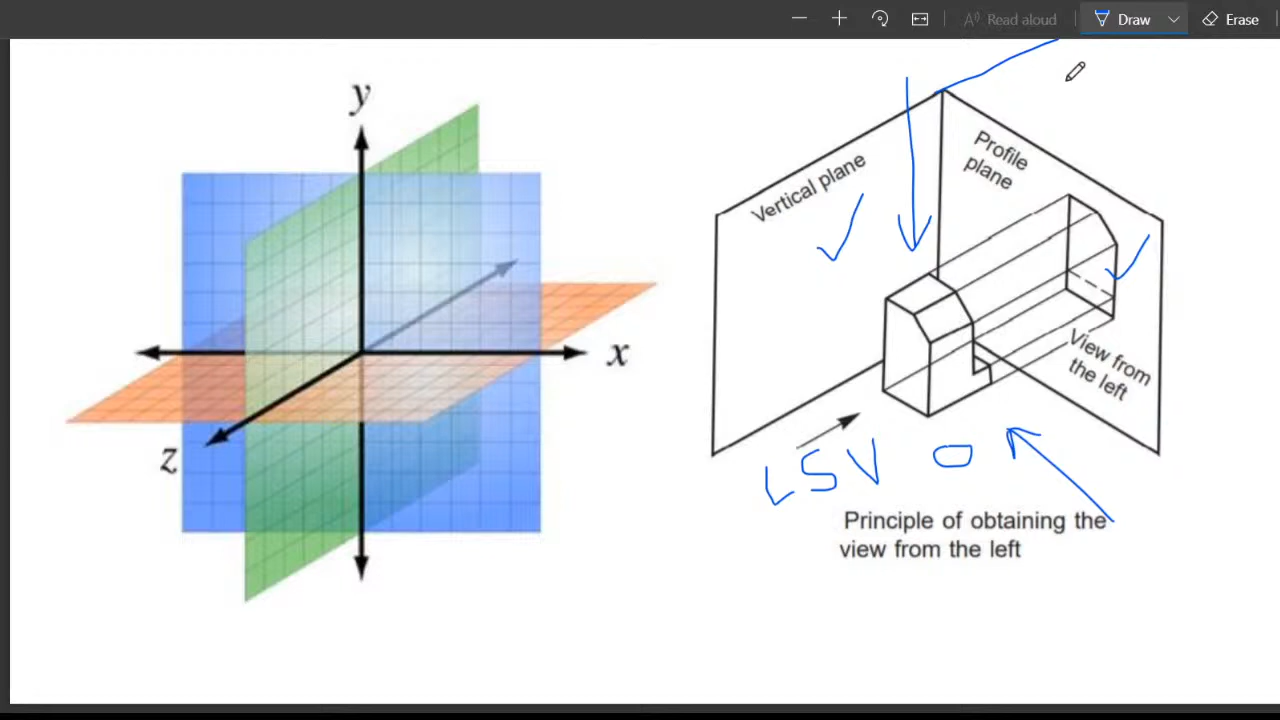 Read aloud
Draw
Erase
y
x
z
Vertical plane
Profile
plane
View from
the left
LSV
Principle of obtaining the
view from the left